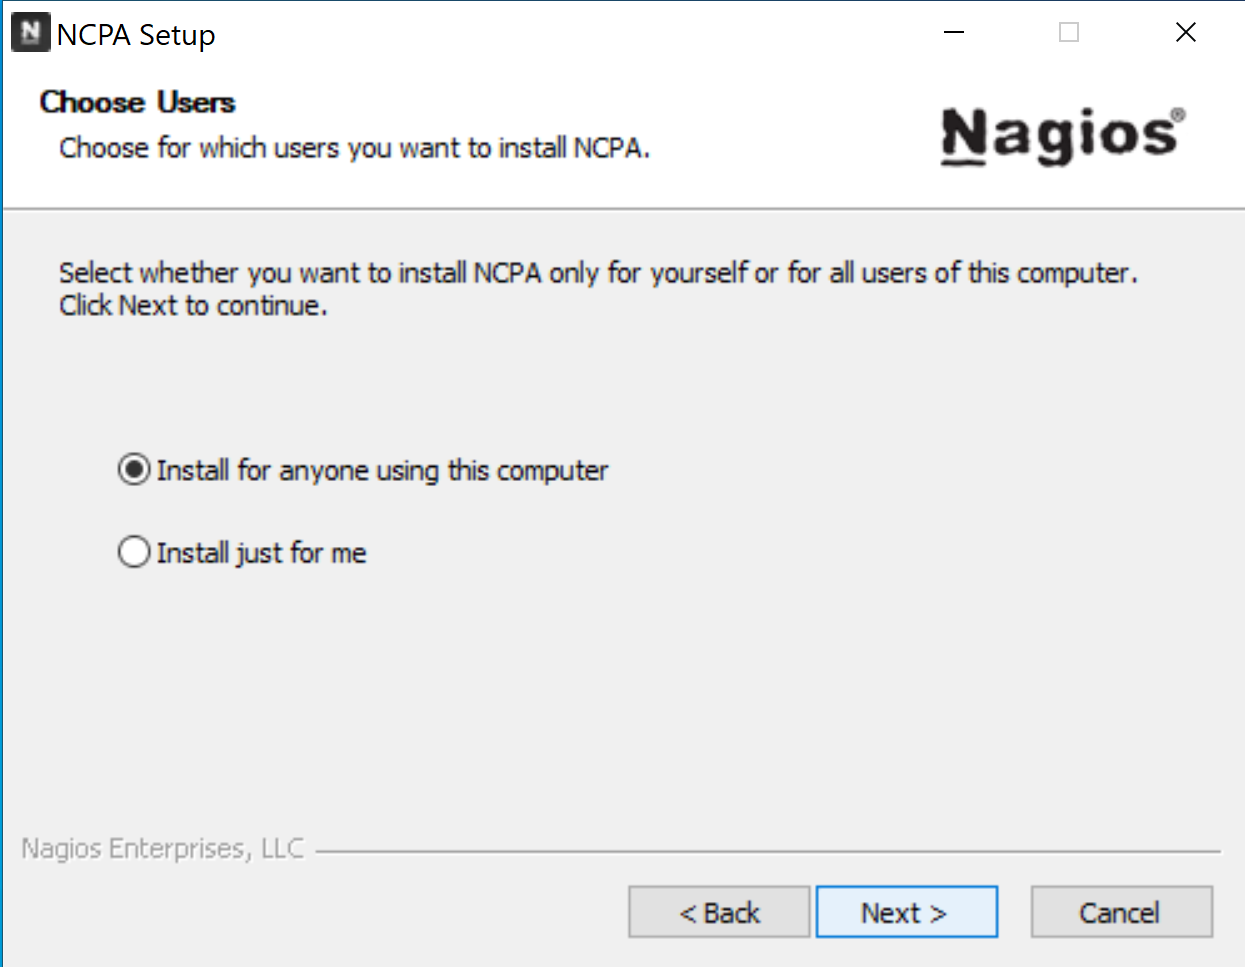 N NCPA Setup
Choose Users
Choose for which users you want to install NCPA.
Nagios®
Select whether you want to install NCPA only for yourself or for all users of this computer.
Click Next to continue.
Install for anyone using this computer
Install just for me
Nagios Enterprises, LLC
< Back Next > Cancel